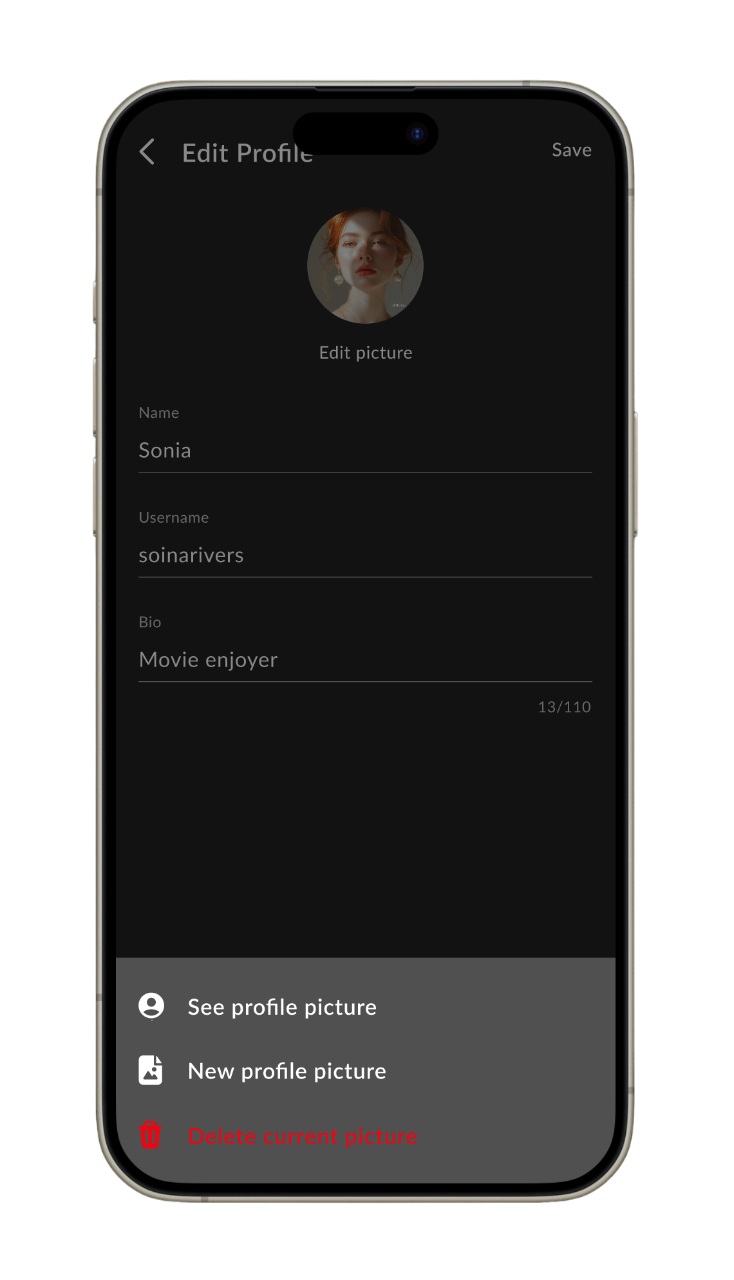 Edit Profile
Save
Edit picture
Name
Sonia
Username
soinarivers
Bio
Movie enjoyer
13/110
See profile picture
New profile picture
Delete current picture